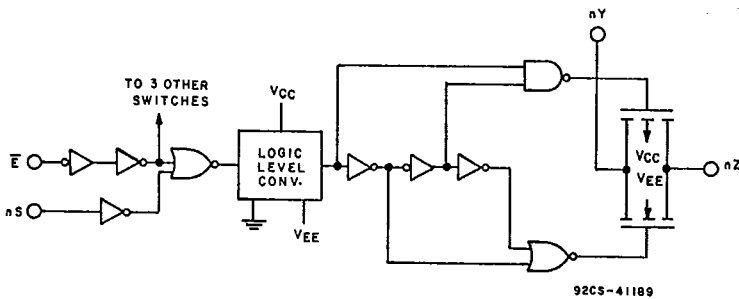 nY
TO 3 OTHER
SWITCHES
VCC
E
LOGIC
LEVEL
CONV.
VCC
VEE
nZ
nS
VEE
92CS-41189